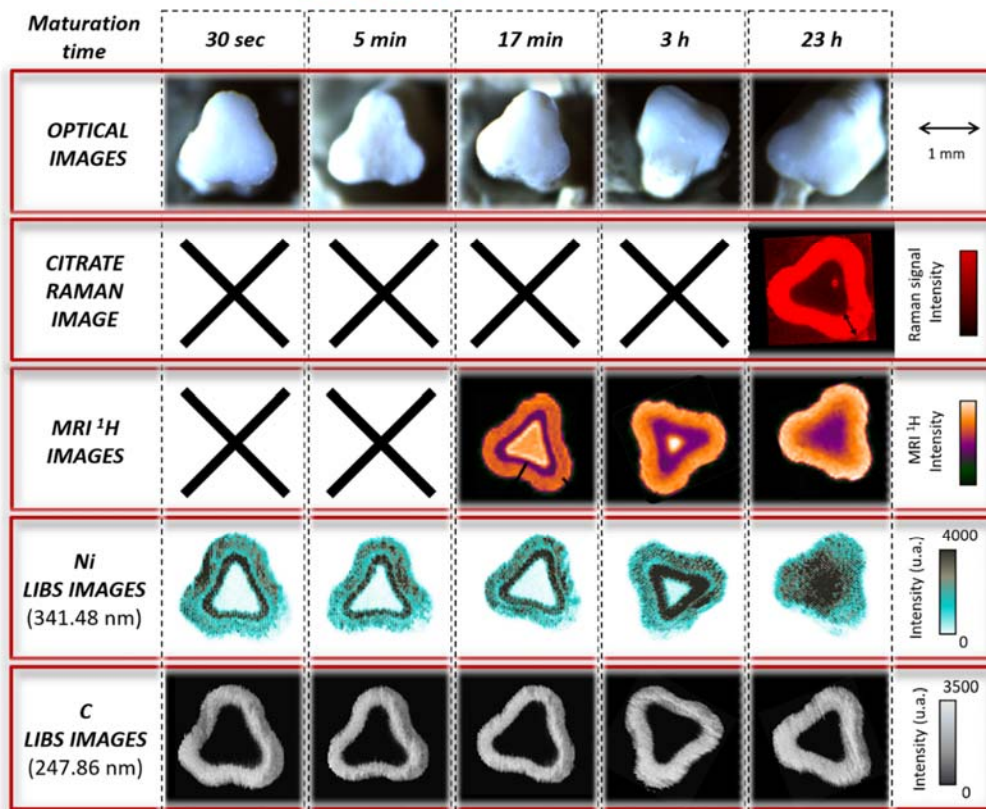 Maturation
time
30 sec
5 min
17 min
3 h
23 h
OPTICAL
IMAGES
1 mm
CITRATE
RAMAN
IMAGE
Raman signal
Intensity
MRI ¹H
IMAGES
MRI ¹H
Intensity
Ni
LIBS IMAGES
(341.48 nm)
4000
Intensity (u.a.)
0
C
LIBS IMAGES
(247.86 nm)
3500
Intensity (u.a.)
0